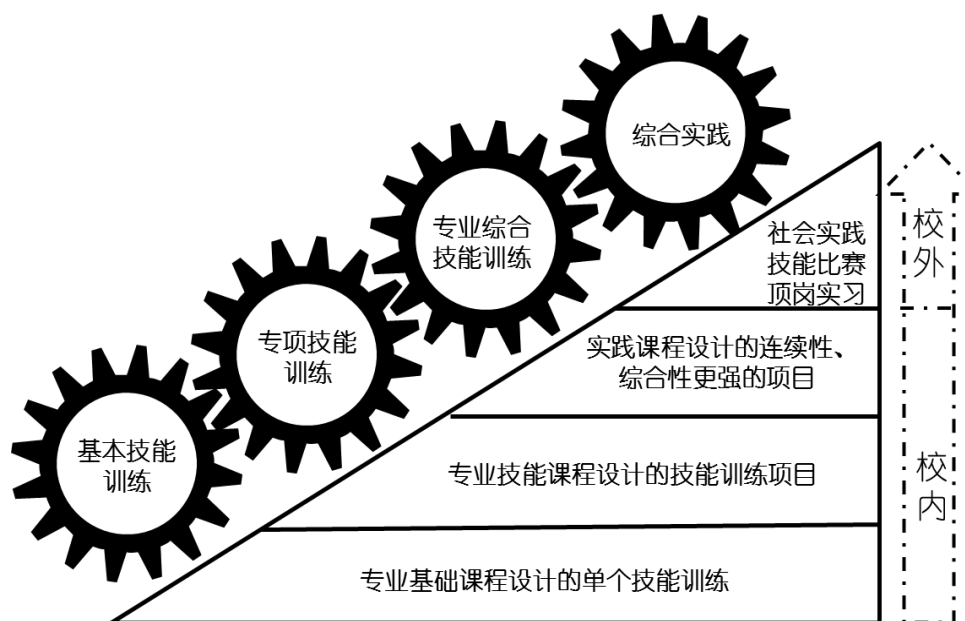 综合实践
专业综合
技能训练
专项技能
训练
基本技能
训练
社会实践
技能比赛
顶岗实习
实践课程设计的连续性、
综合性更强的项目
专业技能课程设计的技能训练项目
专业基础课程设计的单个技能训练
校
外
校
内